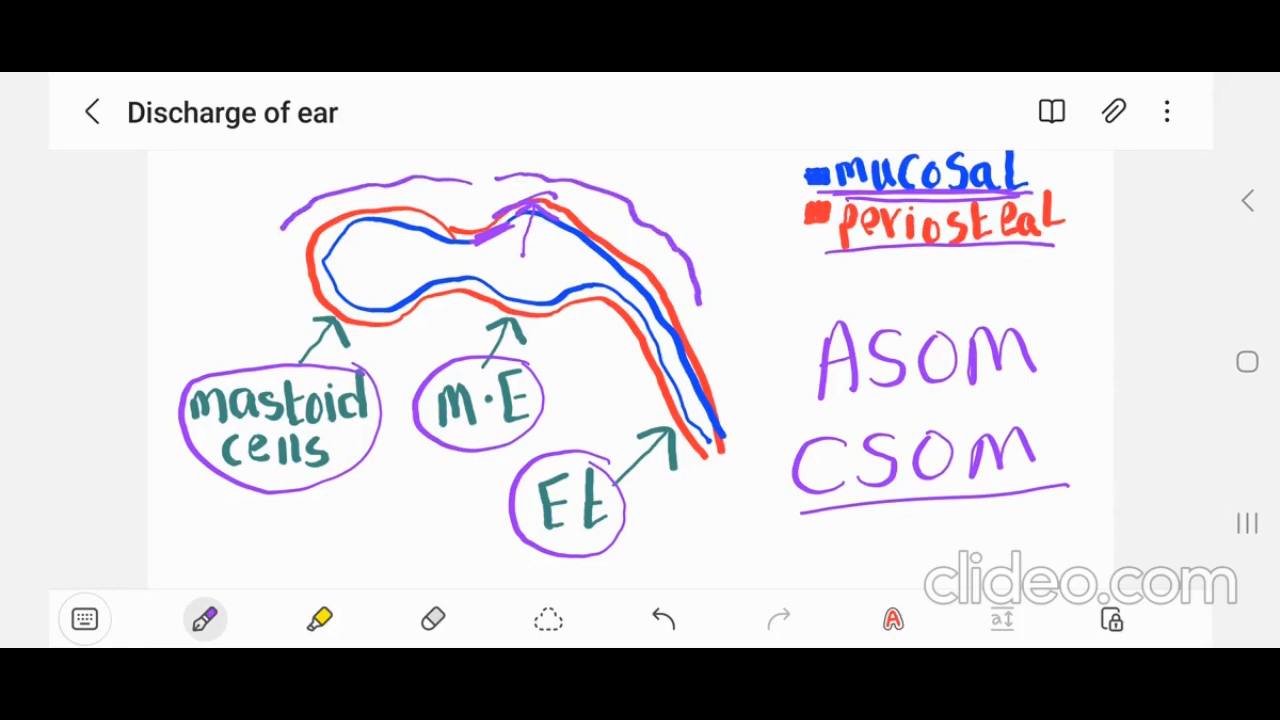 Discharge of ear
mucosal
periosteal
mastoid
cells
M.E
Et
ASOM
CSOM
clideo.com
A
a